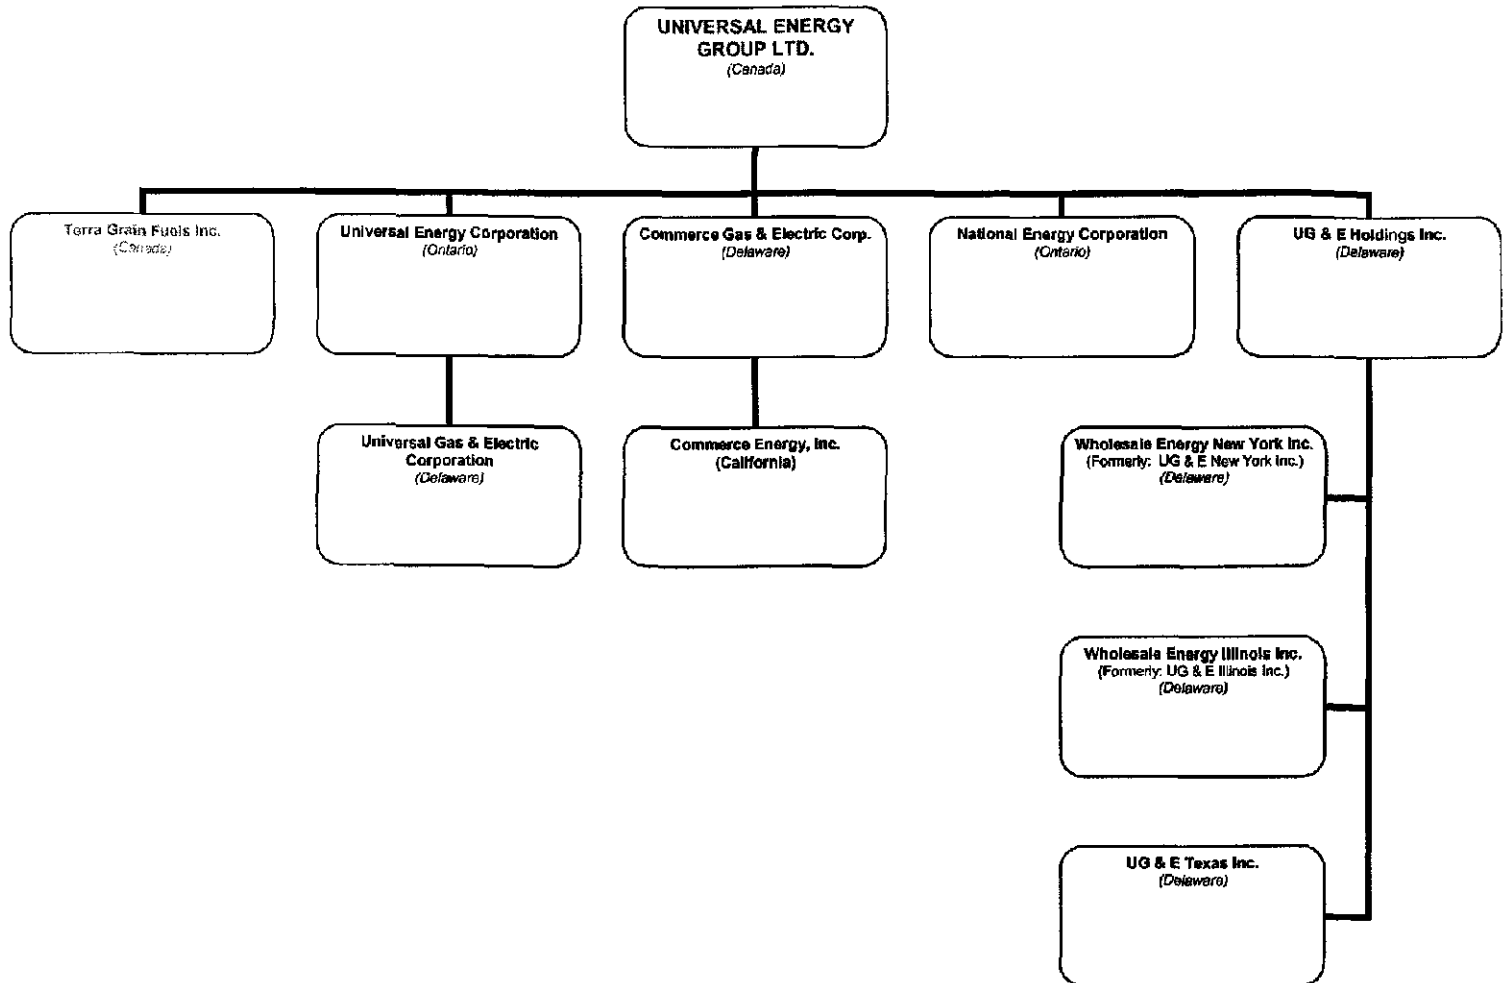 UNIVERSAL ENERGY
GROUP LTD.
(Canada)
Terra Grain Fuels Inc.
(Canada)
Universal Energy Corporation
(Ontario)
Commerce Gas & Electric Corp.
(Delaware)
National Energy Corporation
(Ontario)
UG & E Holdings Inc.
(Delaware)
Universal Gas & Electric
Corporation
(Delaware)
Commerce Energy, Inc.
(California)
Wholesale Energy New York Inc.
(Formerly: UG & E New York Inc.)
(Delaware)
Wholesale Energy Illinois Inc.
(Formerly: UG & E Illinois Inc.)
(Delaware)
UG & E Texas Inc.
(Delaware)